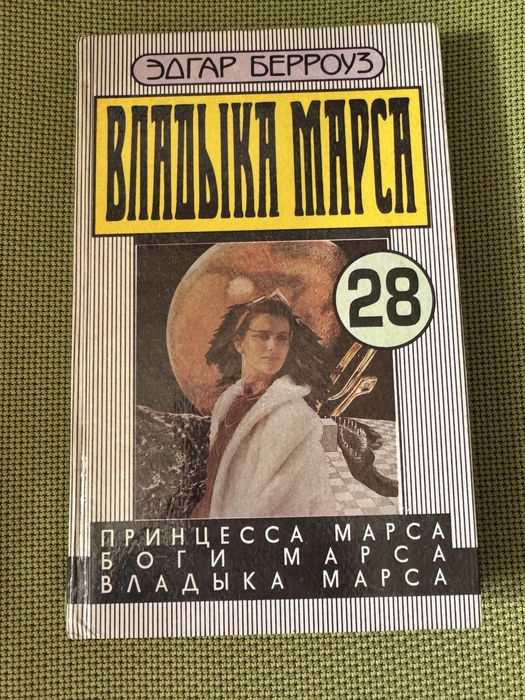 ЭДГАР БЕРРОУЗ
ВЛАДЫКА МАРСА
28
ПРИНЦЕССА МАРСА
БОГИ МАРСА
ВЛАДЫКА МАРСА